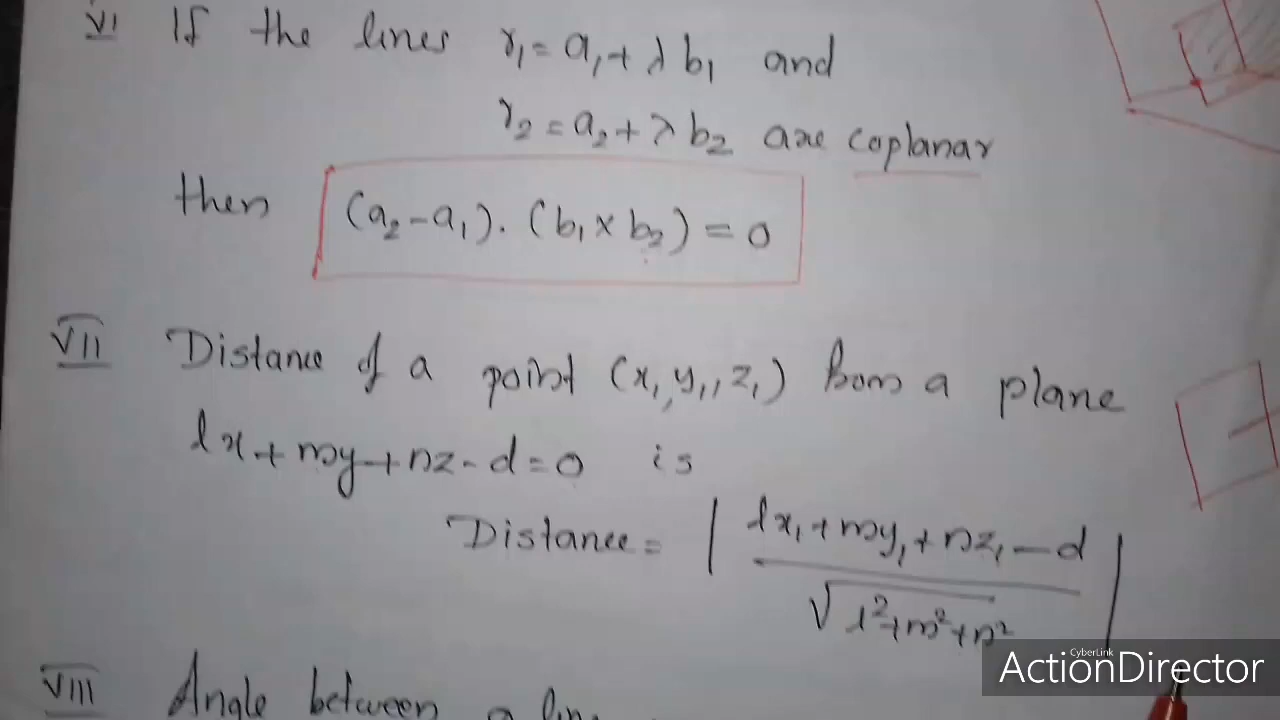 VI If the lines r₁ = a₁ + λ b₁ and
r₂ = a₂ + λ b₂ are coplanar
then (a₂ - a₁) . (b₁ × b₂) = 0
VII Distance of a point (x₁, y₁, z₁) from a plane
lx + my + nz - d = 0 is
Distance = | lx₁ + my₁ + nz₁ - d / √l² + m² + n² |
VIII Angle between a line
CyberLink
ActionDirector